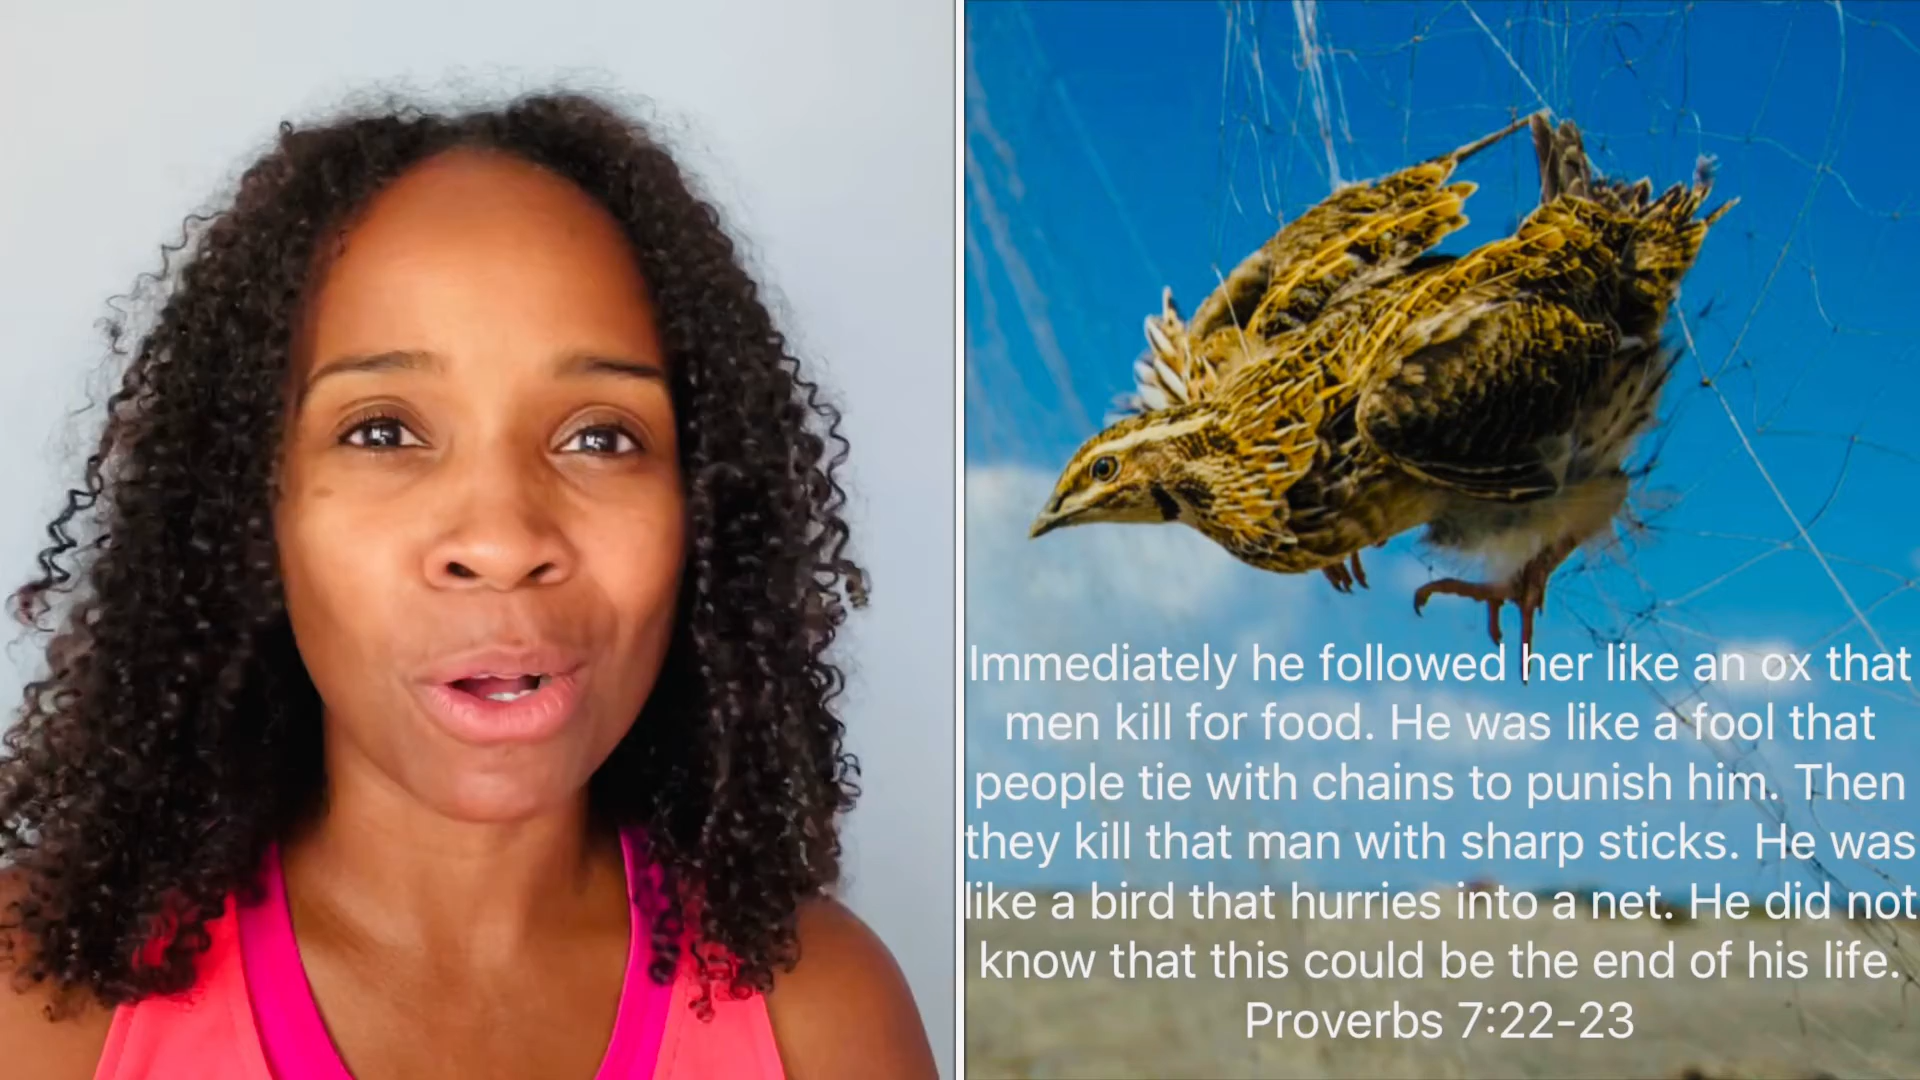 Immediately he followed her like an ox that
men kill for food. He was like a fool that
people tie with chains to punish him. Then
they kill that man with sharp sticks. He was
like a bird that hurries into a net. He did not
know that this could be the end of his life.
Proverbs 7:22-23